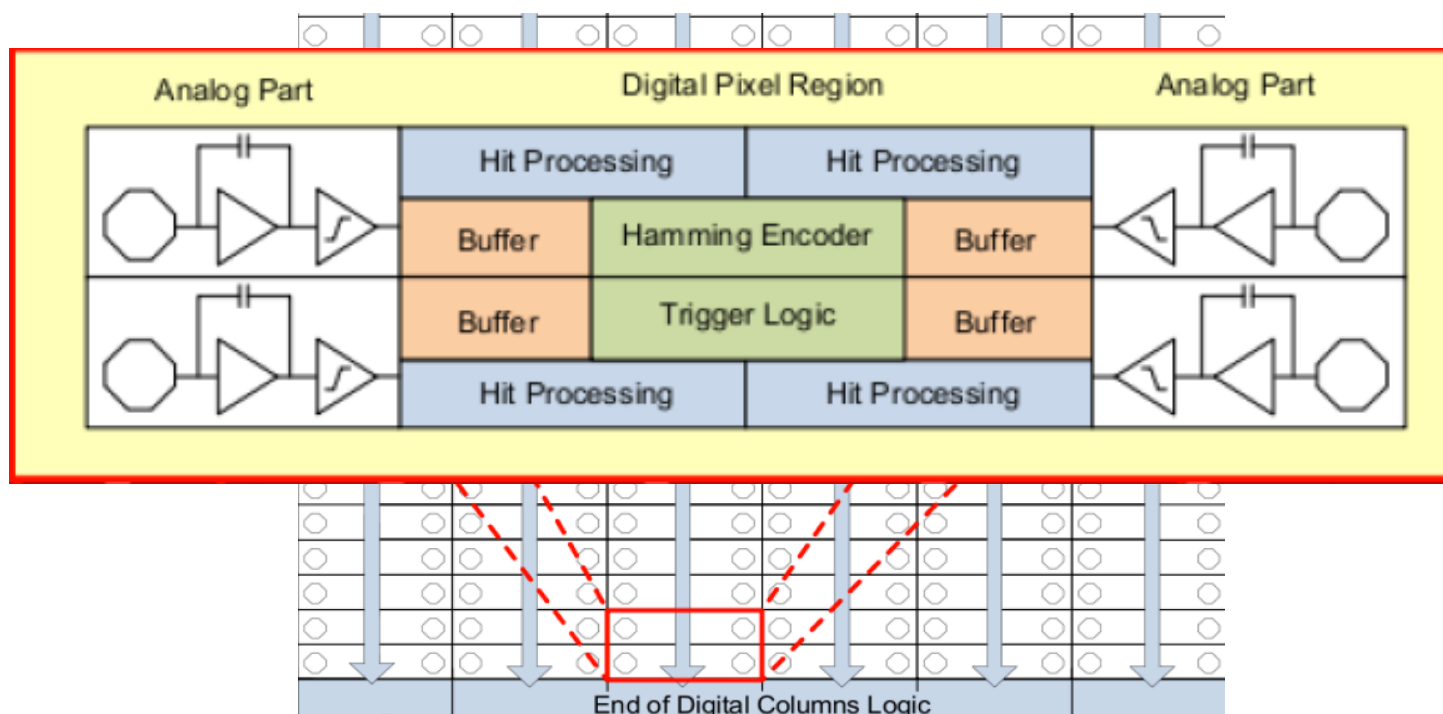 Analog Part Digital Pixel Region Analog Part
Hit Processing Hit Processing
Buffer Hamming Encoder Buffer
Buffer Trigger Logic Buffer
Hit Processing Hit Processing
End of Digital Columns Logic